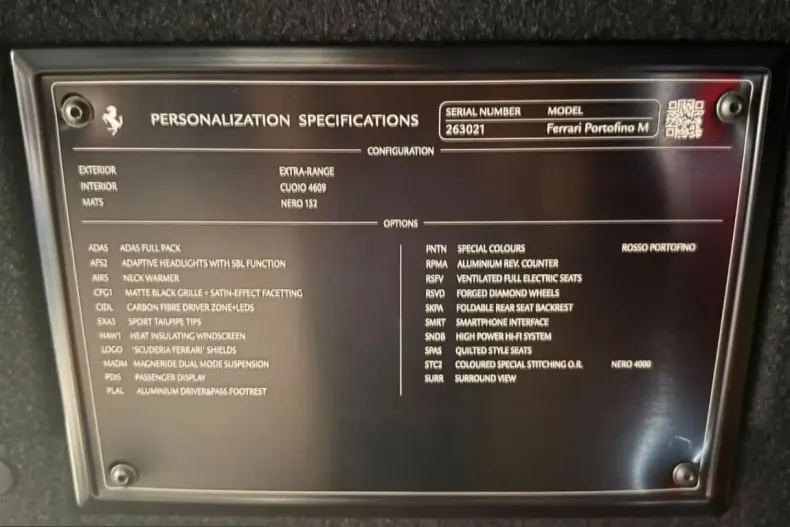 PERSONALIZATION SPECIFICATIONS
SERIAL NUMBER MODEL
263021 Ferrari Portofino M
CONFIGURATION
EXTERIOR EXTRA-RANGE
INTERIOR CUOIO 4609
MATS NERO 152
OPTIONS
ADAS ADAS FULL PACK
AFS2 ADAPTIVE HEADLIGHTS WITH SBL FUNCTION
AIRS NECK WARMER
CFG1 MATTE BLACK GRILLE + SATIN-EFFECT FACETTING
CIDL CARBON FIBRE DRIVER ZONE+LEDS
EXA3 SPORT TAILPIPE TIPS
HAW1 HEAT INSULATING WINDSCREEN
LOGO 'SCUDERIA FERRARI' SHIELDS
MADM MAGNERIDE DUAL MODE SUSPENSION
PDIS PASSENGER DISPLAY
PLAL ALUMINIUM DRIVER&PASS.FOOTREST
PNTN SPECIAL COLOURS ROSSO PORTOFINO
RPMA ALUMINIUM REV. COUNTER
RSFV VENTILATED FULL ELECTRIC SEATS
RSVD FORGED DIAMOND WHEELS
SKPA FOLDABLE REAR SEAT BACKREST
SMRT SMARTPHONE INTERFACE
SNDB HIGH POWER HI-FI SYSTEM
SPAS QUILTED STYLE SEATS
STC2 COLOURED SPECIAL STITCHING O.R. NERO 4000
SURR SURROUND VIEW